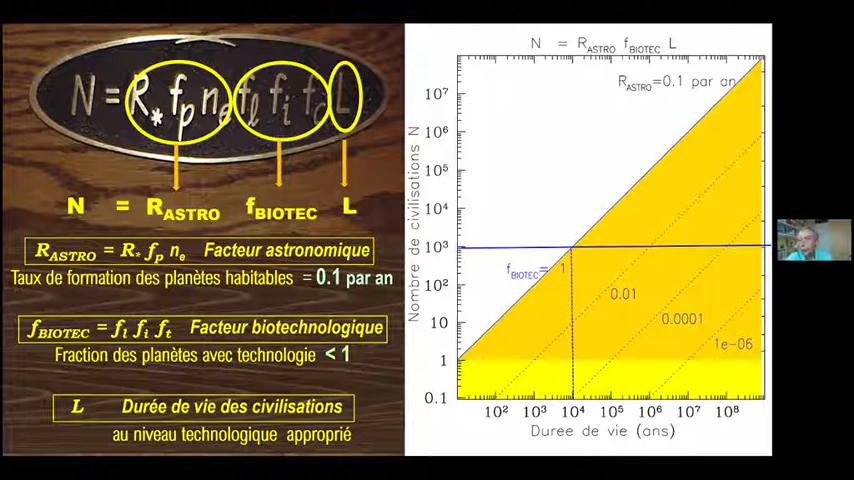 N = R* fp ne fl fi fc L
N = RASTRO fBIOTEC L
RASTRO = R* fp ne Facteur astronomique
Taux de formation des planètes habitables = 0.1 par an
fBIOTEC = fl fi ft Facteur biotechnologique
Fraction des planètes avec technologie < 1
L Durée de vie des civilisations
au niveau technologique approprié
N = RASTRO fBIOTEC L
RASTRO=0.1 par an
Nombre de civilisations N
10⁷
10⁶
10⁵
10⁴
10³
10²
10
1
0.1
fBIOTEC= 1
0.01
0.0001
1e-06
10² 10³ 10⁴ 10⁵ 10⁶ 10⁷ 10⁸
Duree de vie (ans)